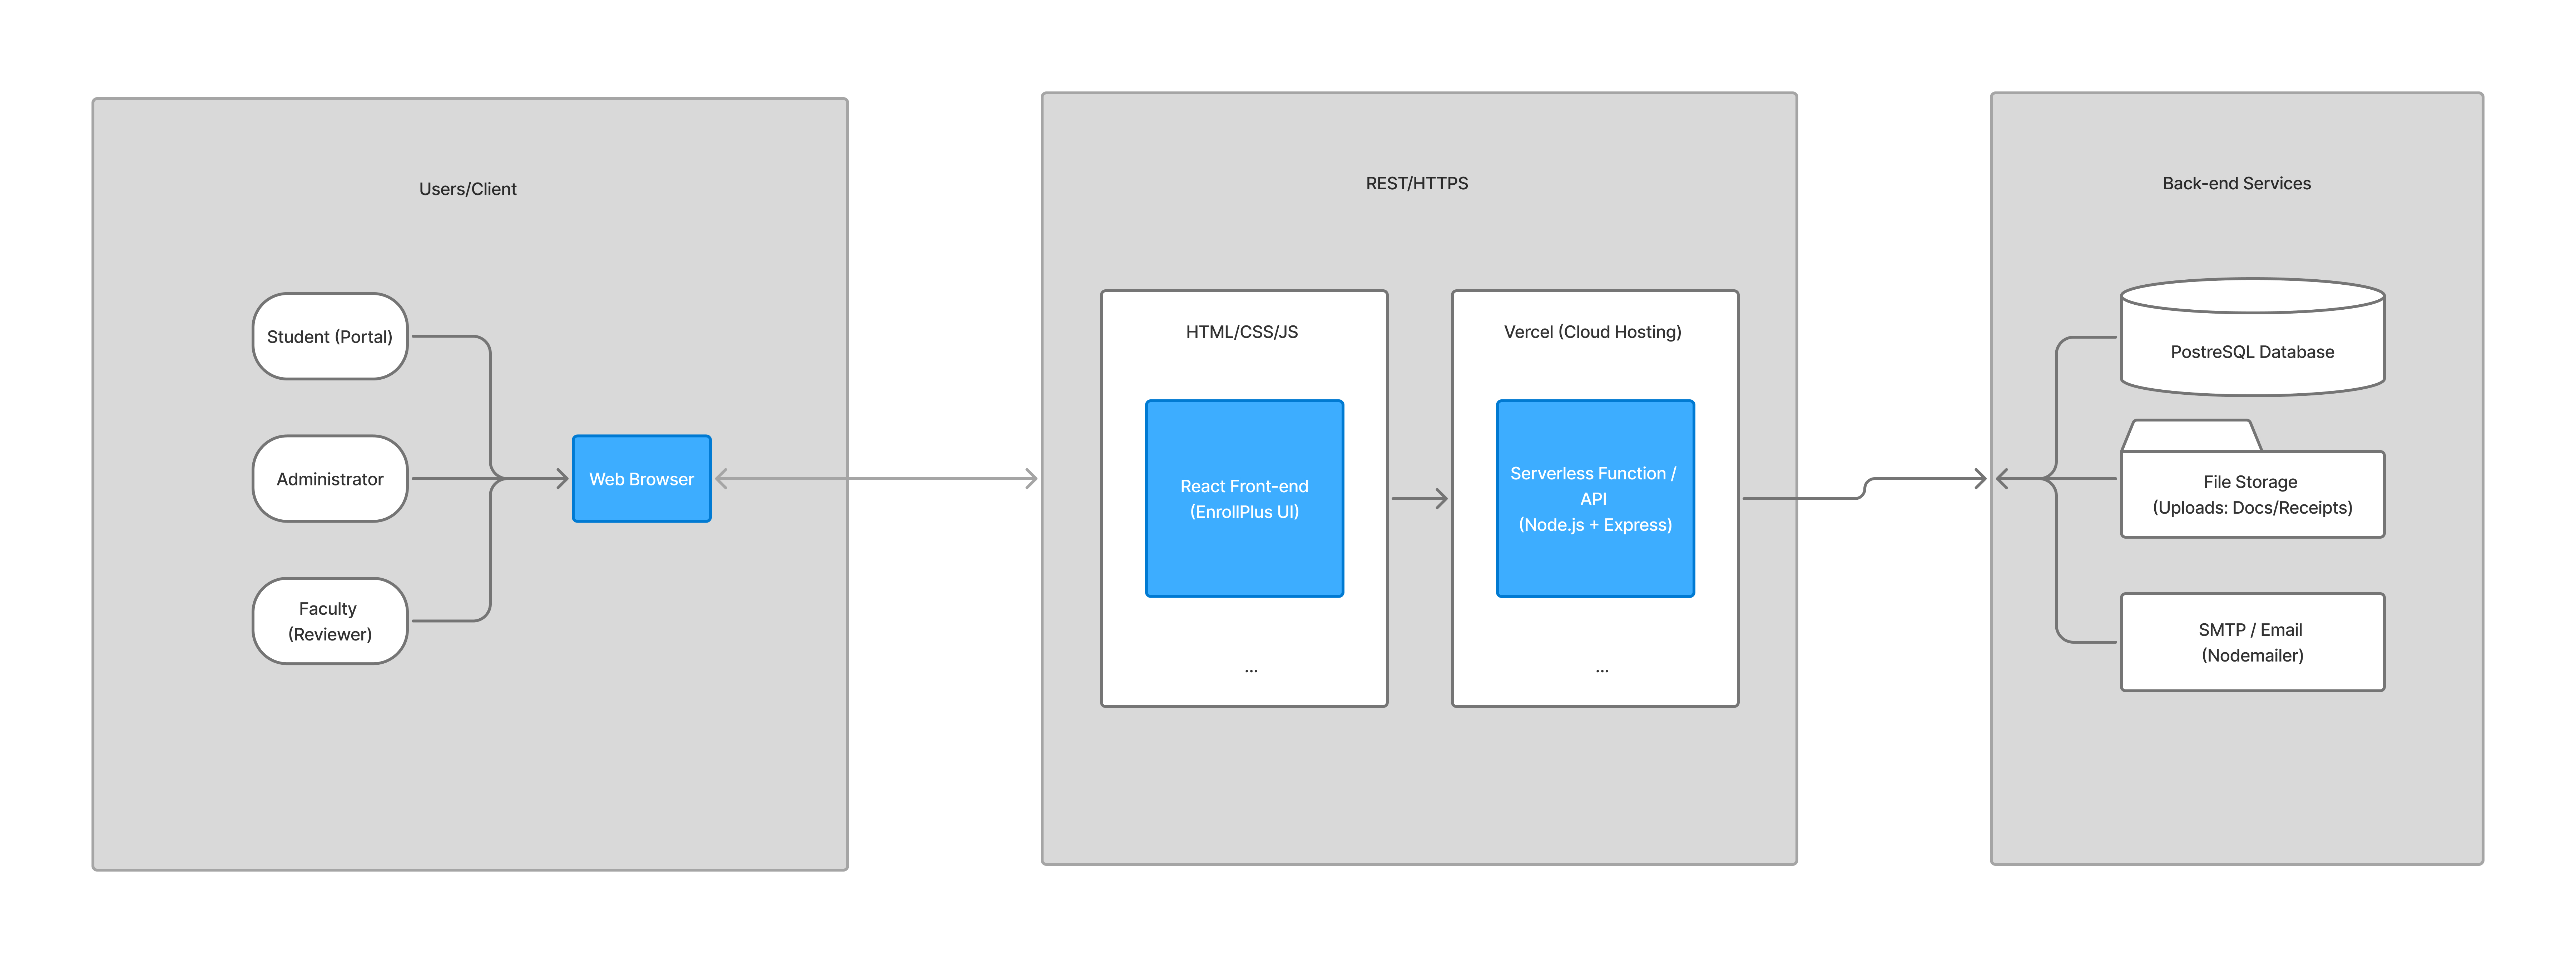 Users/Client
Student (Portal)
Administrator
Faculty
(Reviewer)
Web Browser
REST/HTTPS
HTML/CSS/JS
React Front-end
(EnrollPlus UI)
...
Vercel (Cloud Hosting)
Serverless Function /
API
(Node.js + Express)
...
Back-end Services
PostreSQL Database
File Storage
(Uploads: Docs/Receipts)
SMTP / Email
(Nodemailer)